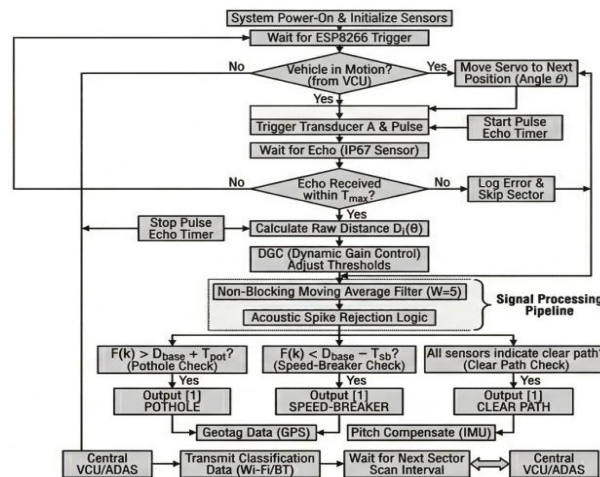 System Power-On & Initialize Sensors
Wait for ESP8266 Trigger
No
Vehicle in Motion?
(from VCU)
Yes
Move Servo to Next
Position (Angle θ)
Yes
Trigger Transducer A & Pulse
Start Pulse
Echo Timer
Wait for Echo (IP67 Sensor)
No
Echo Received
within Tmax?
No
Log Error &
Skip Sector
Yes
Stop Pulse
Echo Timer
Calculate Raw Distance Di(θ)
DGC (Dynamic Gain Control)
Adjust Thresholds
Non-Blocking Moving Average Filter (W=5)
Acoustic Spike Rejection Logic
Signal Processing
Pipeline
F(k) > Dbase + Tpot?
(Pothole Check)
F(k) < Dbase – Tsb?
(Speed-Breaker Check)
All sensors indicate clear path?
(Clear Path Check)
Yes
Yes
Yes
Output [1]
POTHOLE
Output [1]
SPEED-BREAKER
Output [1]
CLEAR PATH
Geotag Data (GPS)
Pitch Compensate (IMU)
Central
VCU/ADAS
Transmit Classification
Data (Wi-Fi/BT)
Wait for Next Sector
Scan Interval
Central
VCU/ADAS